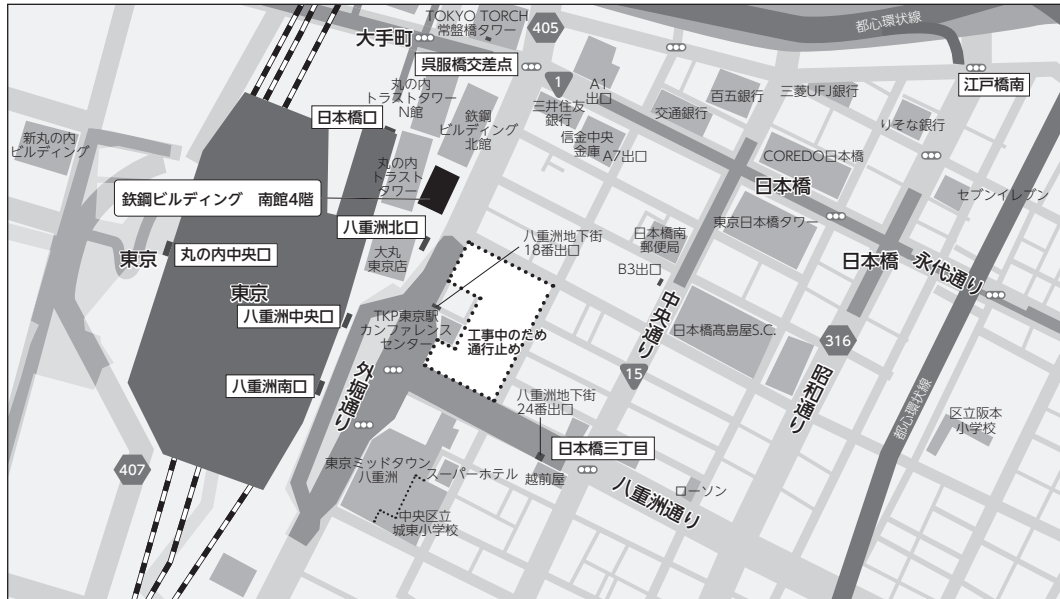 TOKYO TORCH
常盤橋タワー
405
都心環状線
大手町
呉服橋交差点
江戸橋南
1
A1
出口
丸の内
トラストタワー
N館
三井住友
銀行
百五銀行
三菱UFJ銀行
交通銀行
日本橋口
鉄鋼
ビルディング
北館
りそな銀行
新丸の内
ビルディング
信金中央
金庫
A7出口
COREDO日本橋
丸の内
トラスト
タワー
日本橋
セブンイレブン
鉄鋼ビルディング 南館4階
東京日本橋タワー
八重洲北口
八重洲地下街
18番出口
日本橋南
郵便局
東京
丸の内中央口
大丸
東京店
B3出口
日本橋
永代通り
東京
八重洲中央口
TKP東京駅
カンファレンス
センター
工事中のため
通行止め
中央通り
日本橋髙島屋S.C.
316
15
八重洲南口
外堀通り
八重洲地下街
24番出口
昭和通り
都心環状線
区立阪本
小学校
日本橋三丁目
407
東京ミッドタウン
八重洲
スーパーホテル
越前屋
八重洲通り
ローソン
中央区立
城東小学校